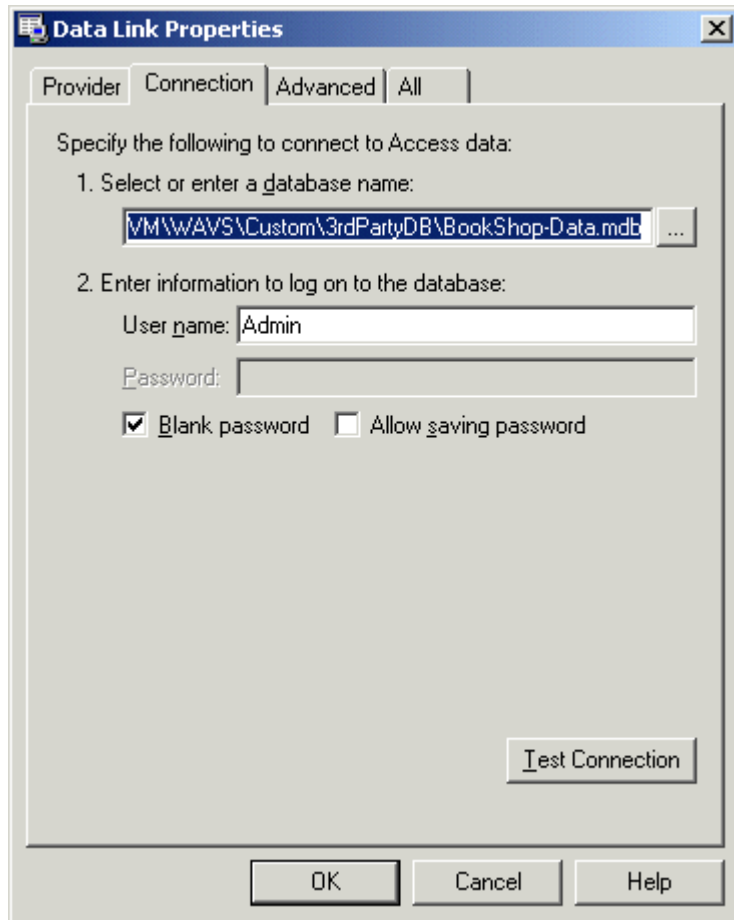 Data Link Properties
Provider Connection Advanced All
Specify the following to connect to Access data:
1. Select or enter a database name:
VM\WAVS\Custom\3rdPartyDB\BookShop-Data.mdb ...
2. Enter information to log on to the database:
User name: Admin
Password:
Blank password Allow saving password
Test Connection
OK Cancel Help